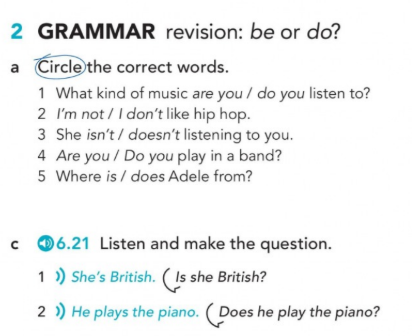 2 GRAMMAR revision: be or do?
a Circle the correct words.
1 What kind of music are you / do you listen to?
2 I'm not / I don't like hip hop.
3 She isn't / doesn't listening to you.
4 Are you / Do you play in a band?
5 Where is / does Adele from?
c 6.21 Listen and make the question.
1 She's British. Is she British?
2 He plays the piano. Does he play the piano?